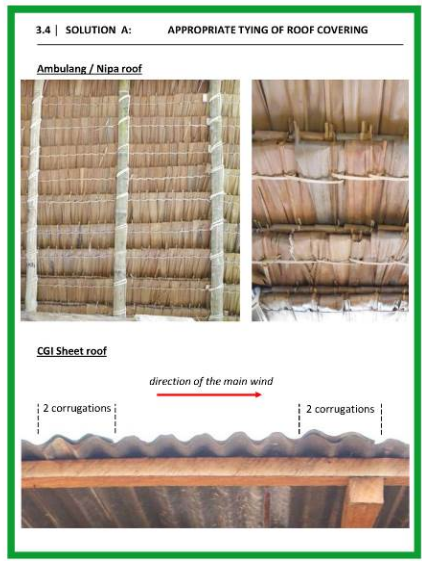 3.4 | SOLUTION A: APPROPRIATE TYING OF ROOF COVERING
Ambulang / Nipa roof
CGI Sheet roof
direction of the main wind
2 corrugations
2 corrugations